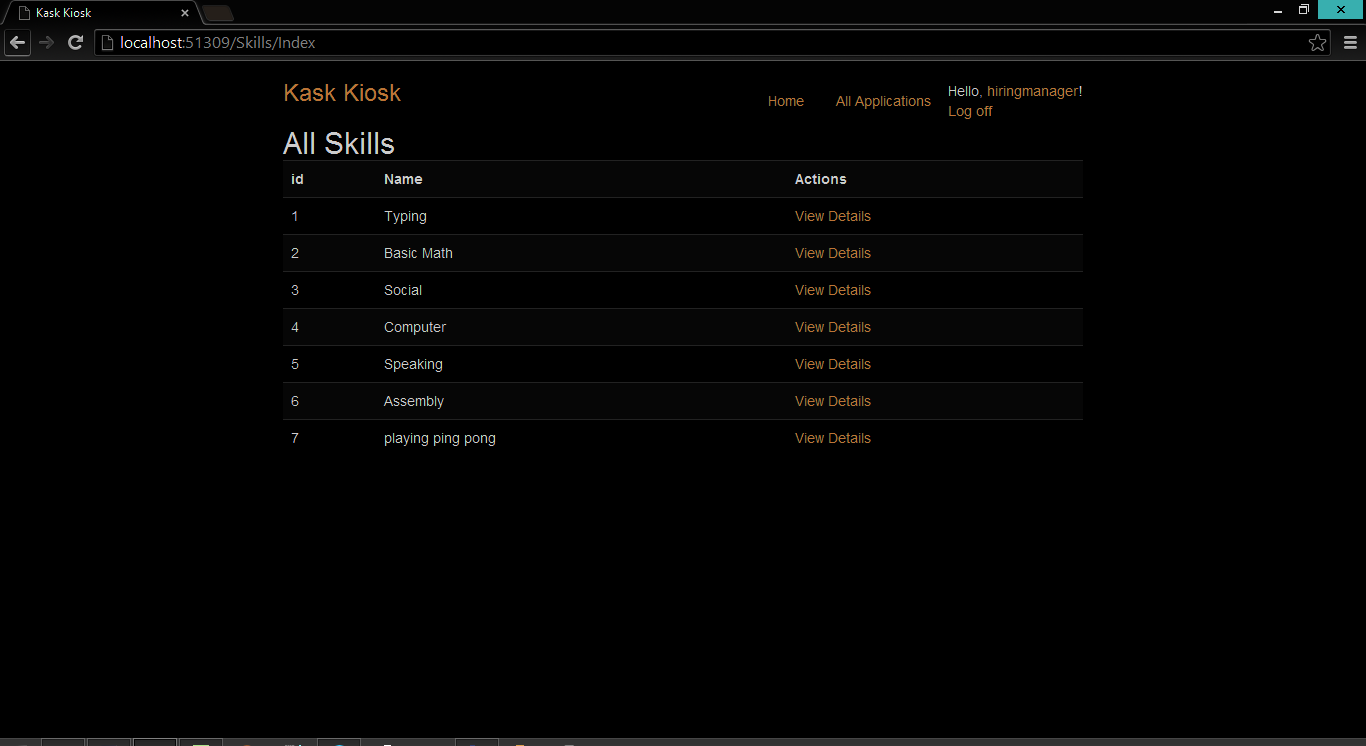 Kask Kiosk
localhost:51309/Skills/Index
Kask Kiosk
Home All Applications Hello, hiringmanager!
Log off
All Skills
id Name Actions
1 Typing View Details
2 Basic Math View Details
3 Social View Details
4 Computer View Details
5 Speaking View Details
6 Assembly View Details
7 playing ping pong View Details